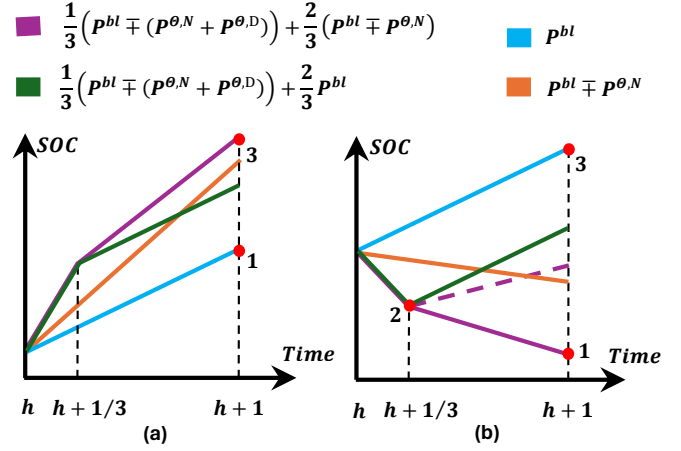 1/3(P^{bl} ∓ (P^{Θ,N} + P^{Θ,D})) + 2/3(P^{bl} ∓ P^{Θ,N})
P^{bl}
1/3(P^{bl} ∓ (P^{Θ,N} + P^{Θ,D})) + 2/3 P^{bl}
P^{bl} ∓ P^{Θ,N}
SOC
3
1
Time
h
h + 1/3
h + 1
(a)
SOC
3
2
1
Time
h
h + 1/3
h + 1
(b)